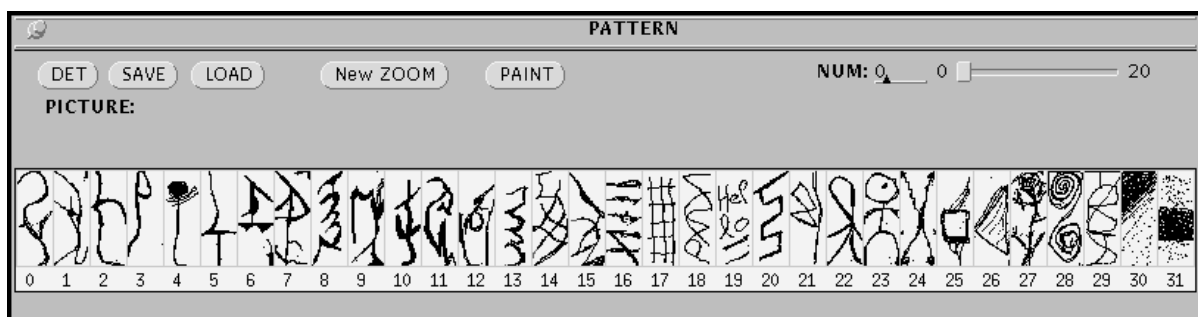 PATTERN
DET SAVE LOAD New ZOOM PAINT NUM: 0 0 20
PICTURE:
Hel
lo
0 1 2 3 4 5 6 7 8 9 10 11 12 13 14 15 16 17 18 19 20 21 22 23 24 25 26 27 28 29 30 31